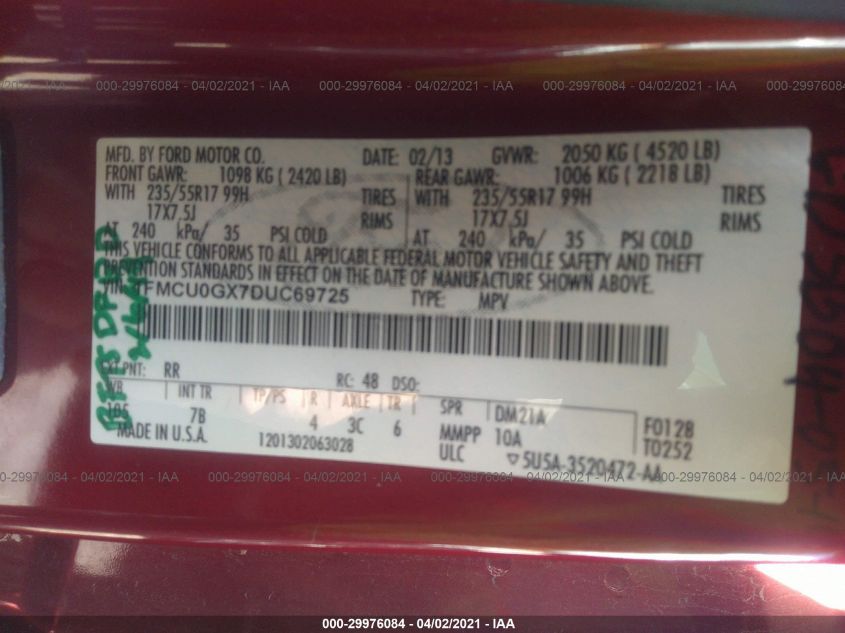 000-29976084 - 04/02/2021 - IAA 000-29976084 - 04/02/2021 - IAA 000-29976084 - 04/02/2021 - IAA
MFD. BY FORD MOTOR CO. DATE: 02/13 GVWR: 2050 KG ( 4520 LB)
FRONT GAWR: 1098 KG ( 2420 LB) REAR GAWR: 1006 KG ( 2218 LB)
WITH 235/55R17 99H TIRES WITH 235/55R17 99H TIRES
17X7.5J RIMS 17X7.5J RIMS
AT 240 kPa/ 35 PSI COLD AT 240 kPa/ 35 PSI COLD
THIS VEHICLE CONFORMS TO ALL APPLICABLE FEDERAL MOTOR VEHICLE SAFETY AND THEFT
PREVENTION STANDARDS IN EFFECT ON THE DATE OF MANUFACTURE SHOWN ABOVE.
VIN: 1FMCU0GX7DUC69725 TYPE: MPV
EXT PNT: RR RC: 48 DSO:
WB INT TR TP/PS R AXLE TR SPR DM21A F0128
105 7B 4 3C 6 MMPP 10A T0252
MADE IN U.S.A. 1201302063028 ULC ▽5U5A-3520472-AA
000-29976084 - 04/02/2021 - IAA 000-29976084 - 04/02/2021 - IAA 000-29976084 - 04/02/2021 - IAA
000-29976084 - 04/02/2021 - IAA